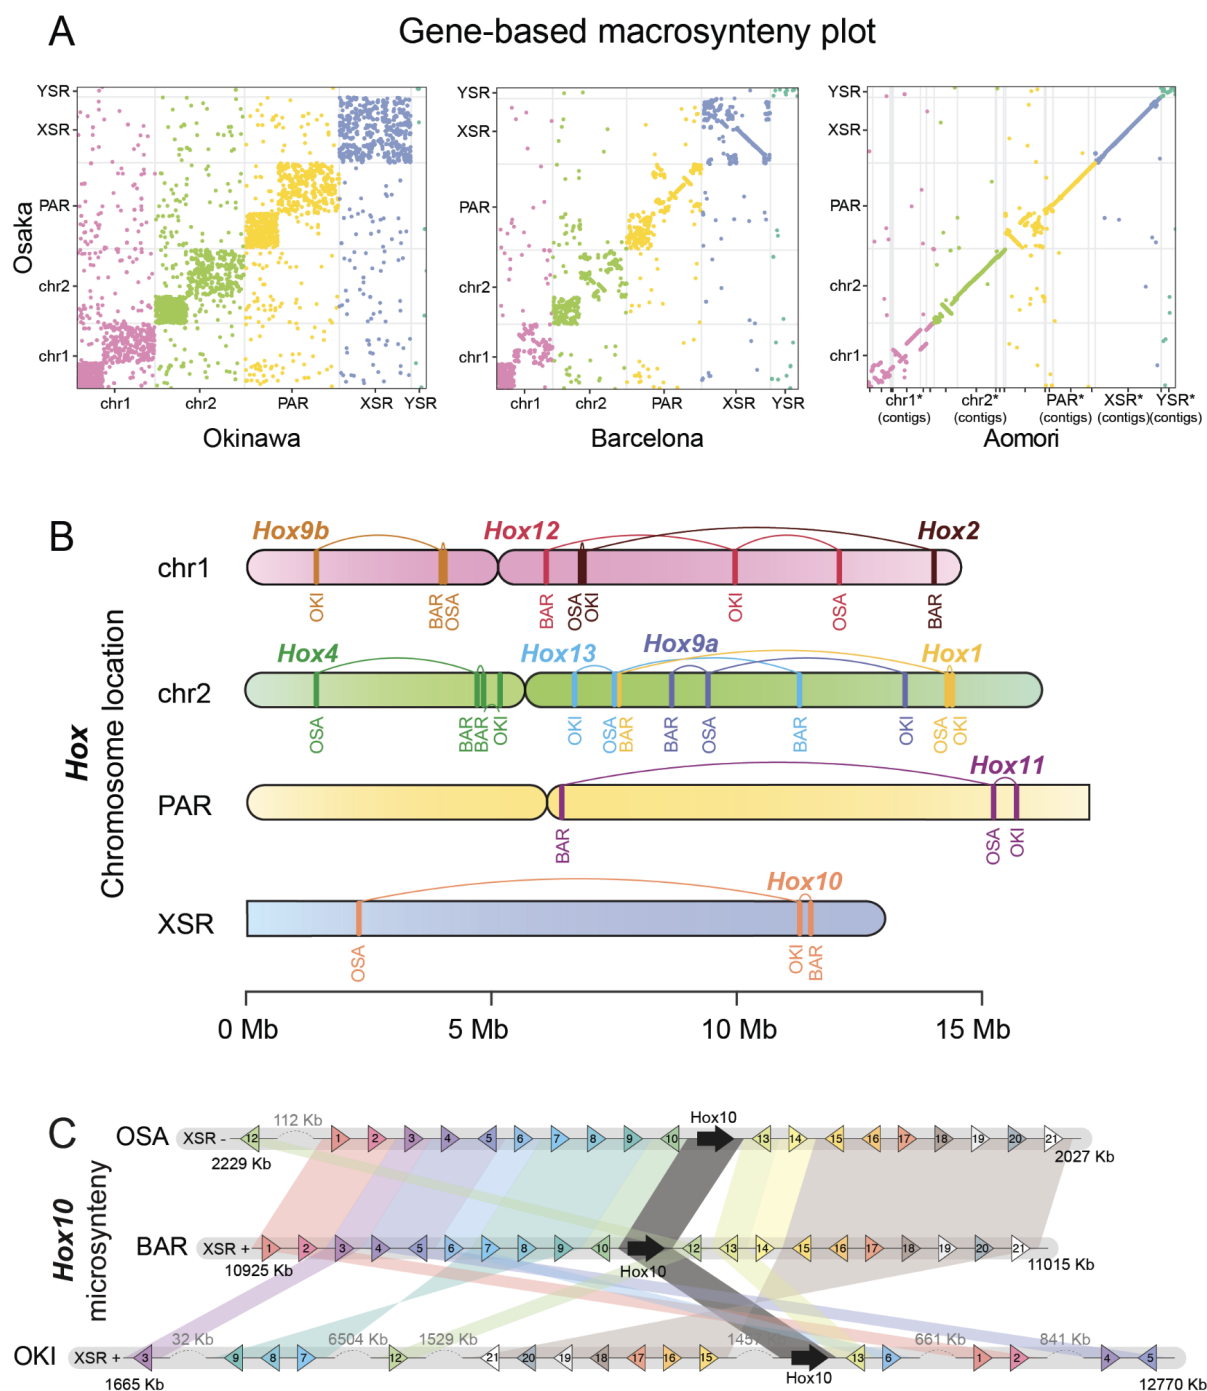 A
Gene-based macrosynteny plot
Osaka
YSR
XSR
PAR
chr2
chr1
chr1
chr2
PAR
XSR
YSR
Okinawa
YSR
XSR
PAR
chr2
chr1
chr1
chr2
PAR
XSR
YSR
Barcelona
YSR
XSR
PAR
chr2
chr1
chr1* (contigs)
chr2* (contigs)
PAR* (contigs)
XSR* (contigs)
YSR* (contigs)
Aomori
B
Hox
Chromosome location
Hox9b Hox12 Hox2
chr1
OKI BAR OSA BAR OSA OKI OKI OSA BAR
Hox4 Hox13 Hox9a Hox1
chr2
OSA BAR BAR OKI OKI OSA BAR BAR OSA BAR OKI OSA OKI
Hox11
PAR
BAR OSA OKI
Hox10
XSR
OSA OKI BAR
0 Mb 5 Mb 10 Mb 15 Mb
C
Hox10
microsynteny
Hox10
112 Kb
OSA XSR - 12 1 2 3 4 5 6 7 8 9 10 13 14 15 16 17 18 19 20 21
2229 Kb 2027 Kb
BAR XSR + 1 2 3 4 5 6 7 8 9 10 12 13 14 15 16 17 18 19 20 21
10925 Kb Hox10 11015 Kb
32 Kb 6504 Kb 1529 Kb 661 Kb 841 Kb
OKI XSR + 3 9 8 7 12 21 20 19 18 17 16 15 13 6 1 2 4 5
1665 Kb Hox10 12770 Kb